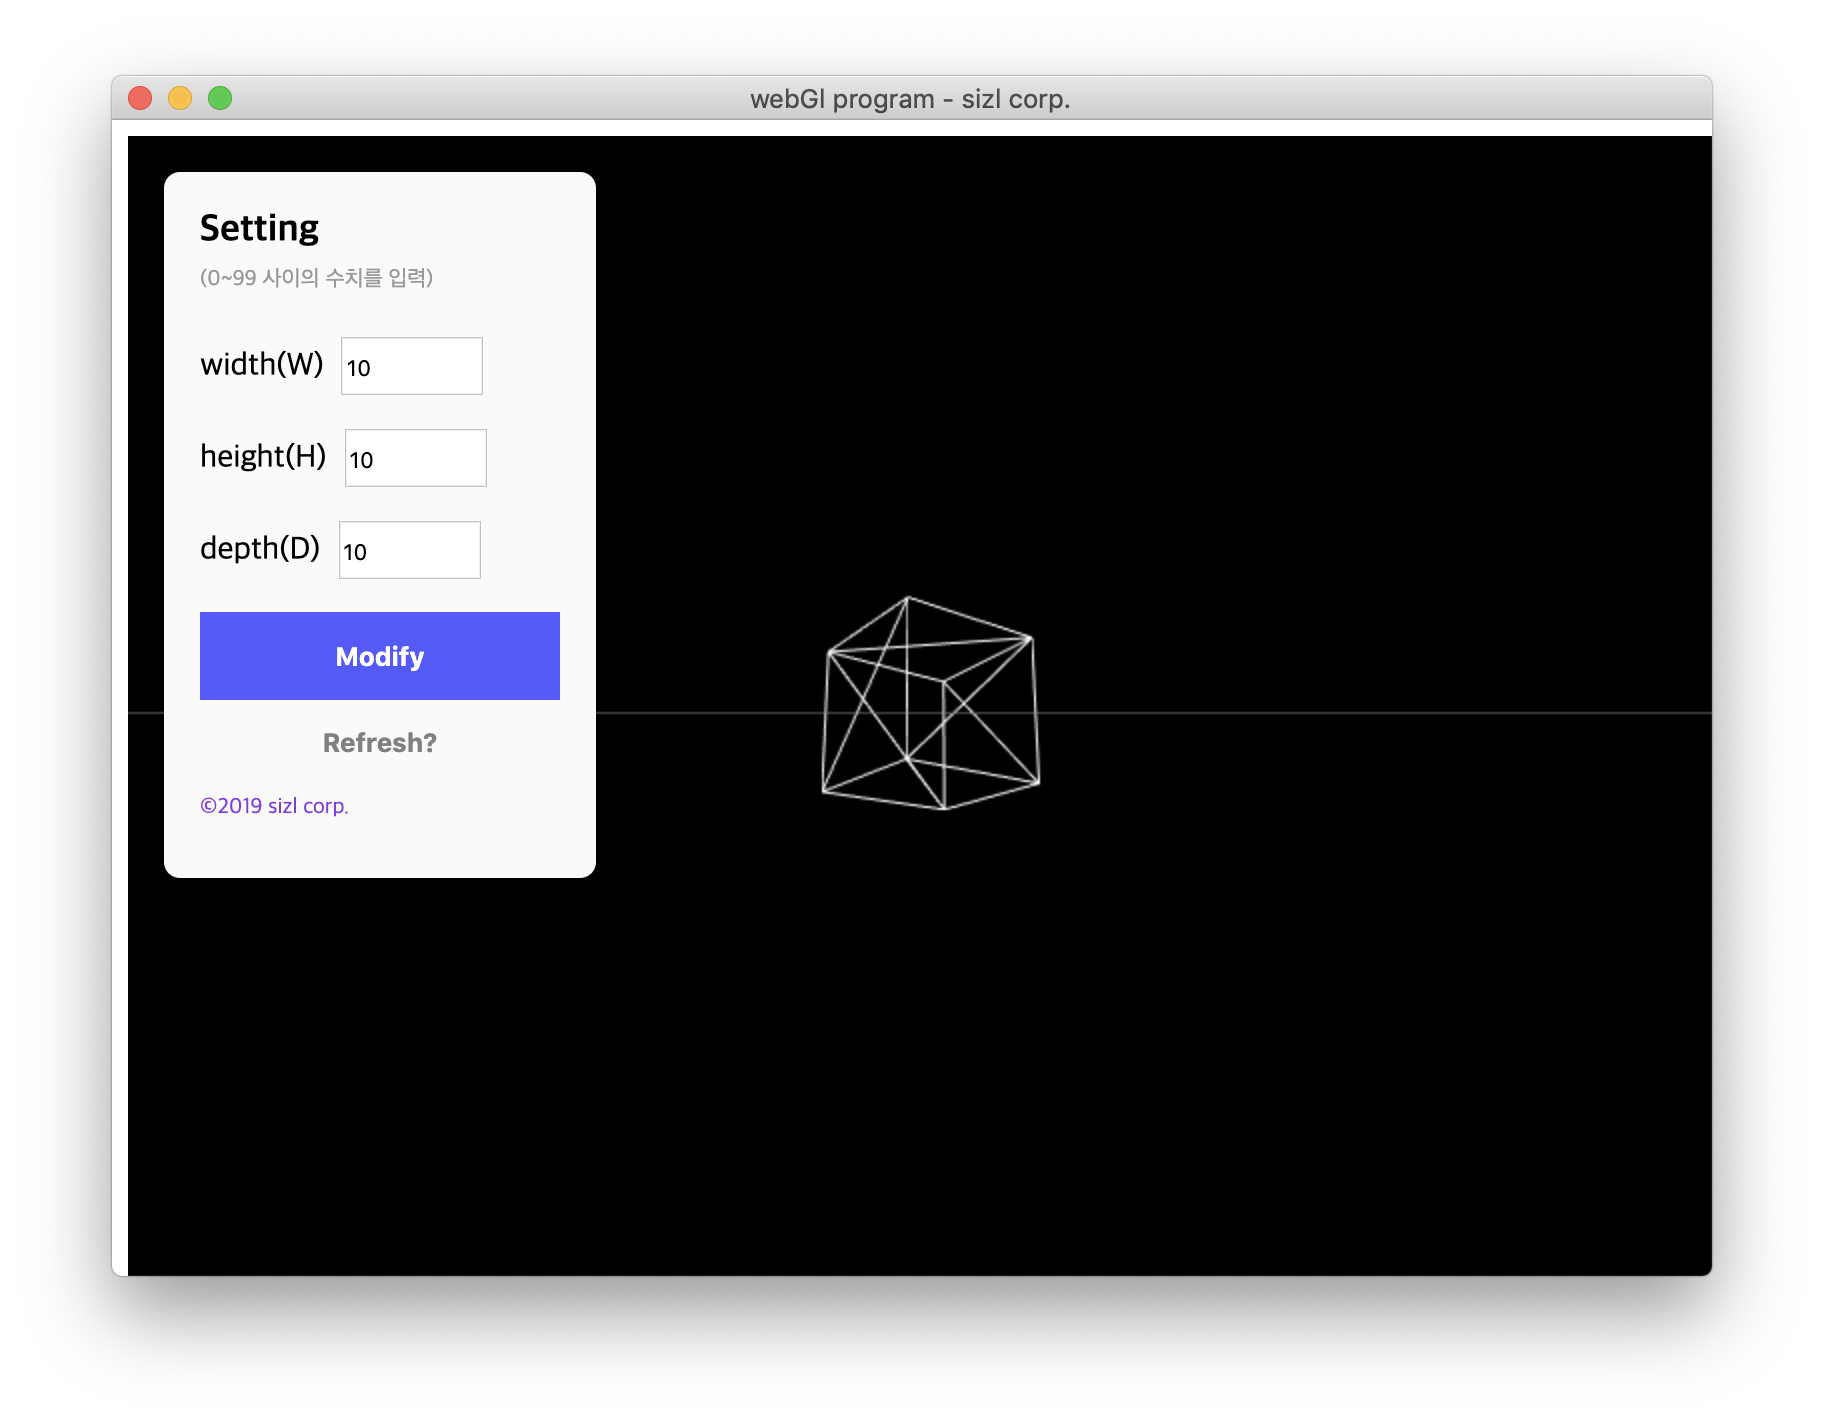 webGl program - sizl corp.
Setting
(0~99 사이의 수치를 입력)
width(W) 10
height(H) 10
depth(D) 10
Modify
Refresh?
©2019 sizl corp.